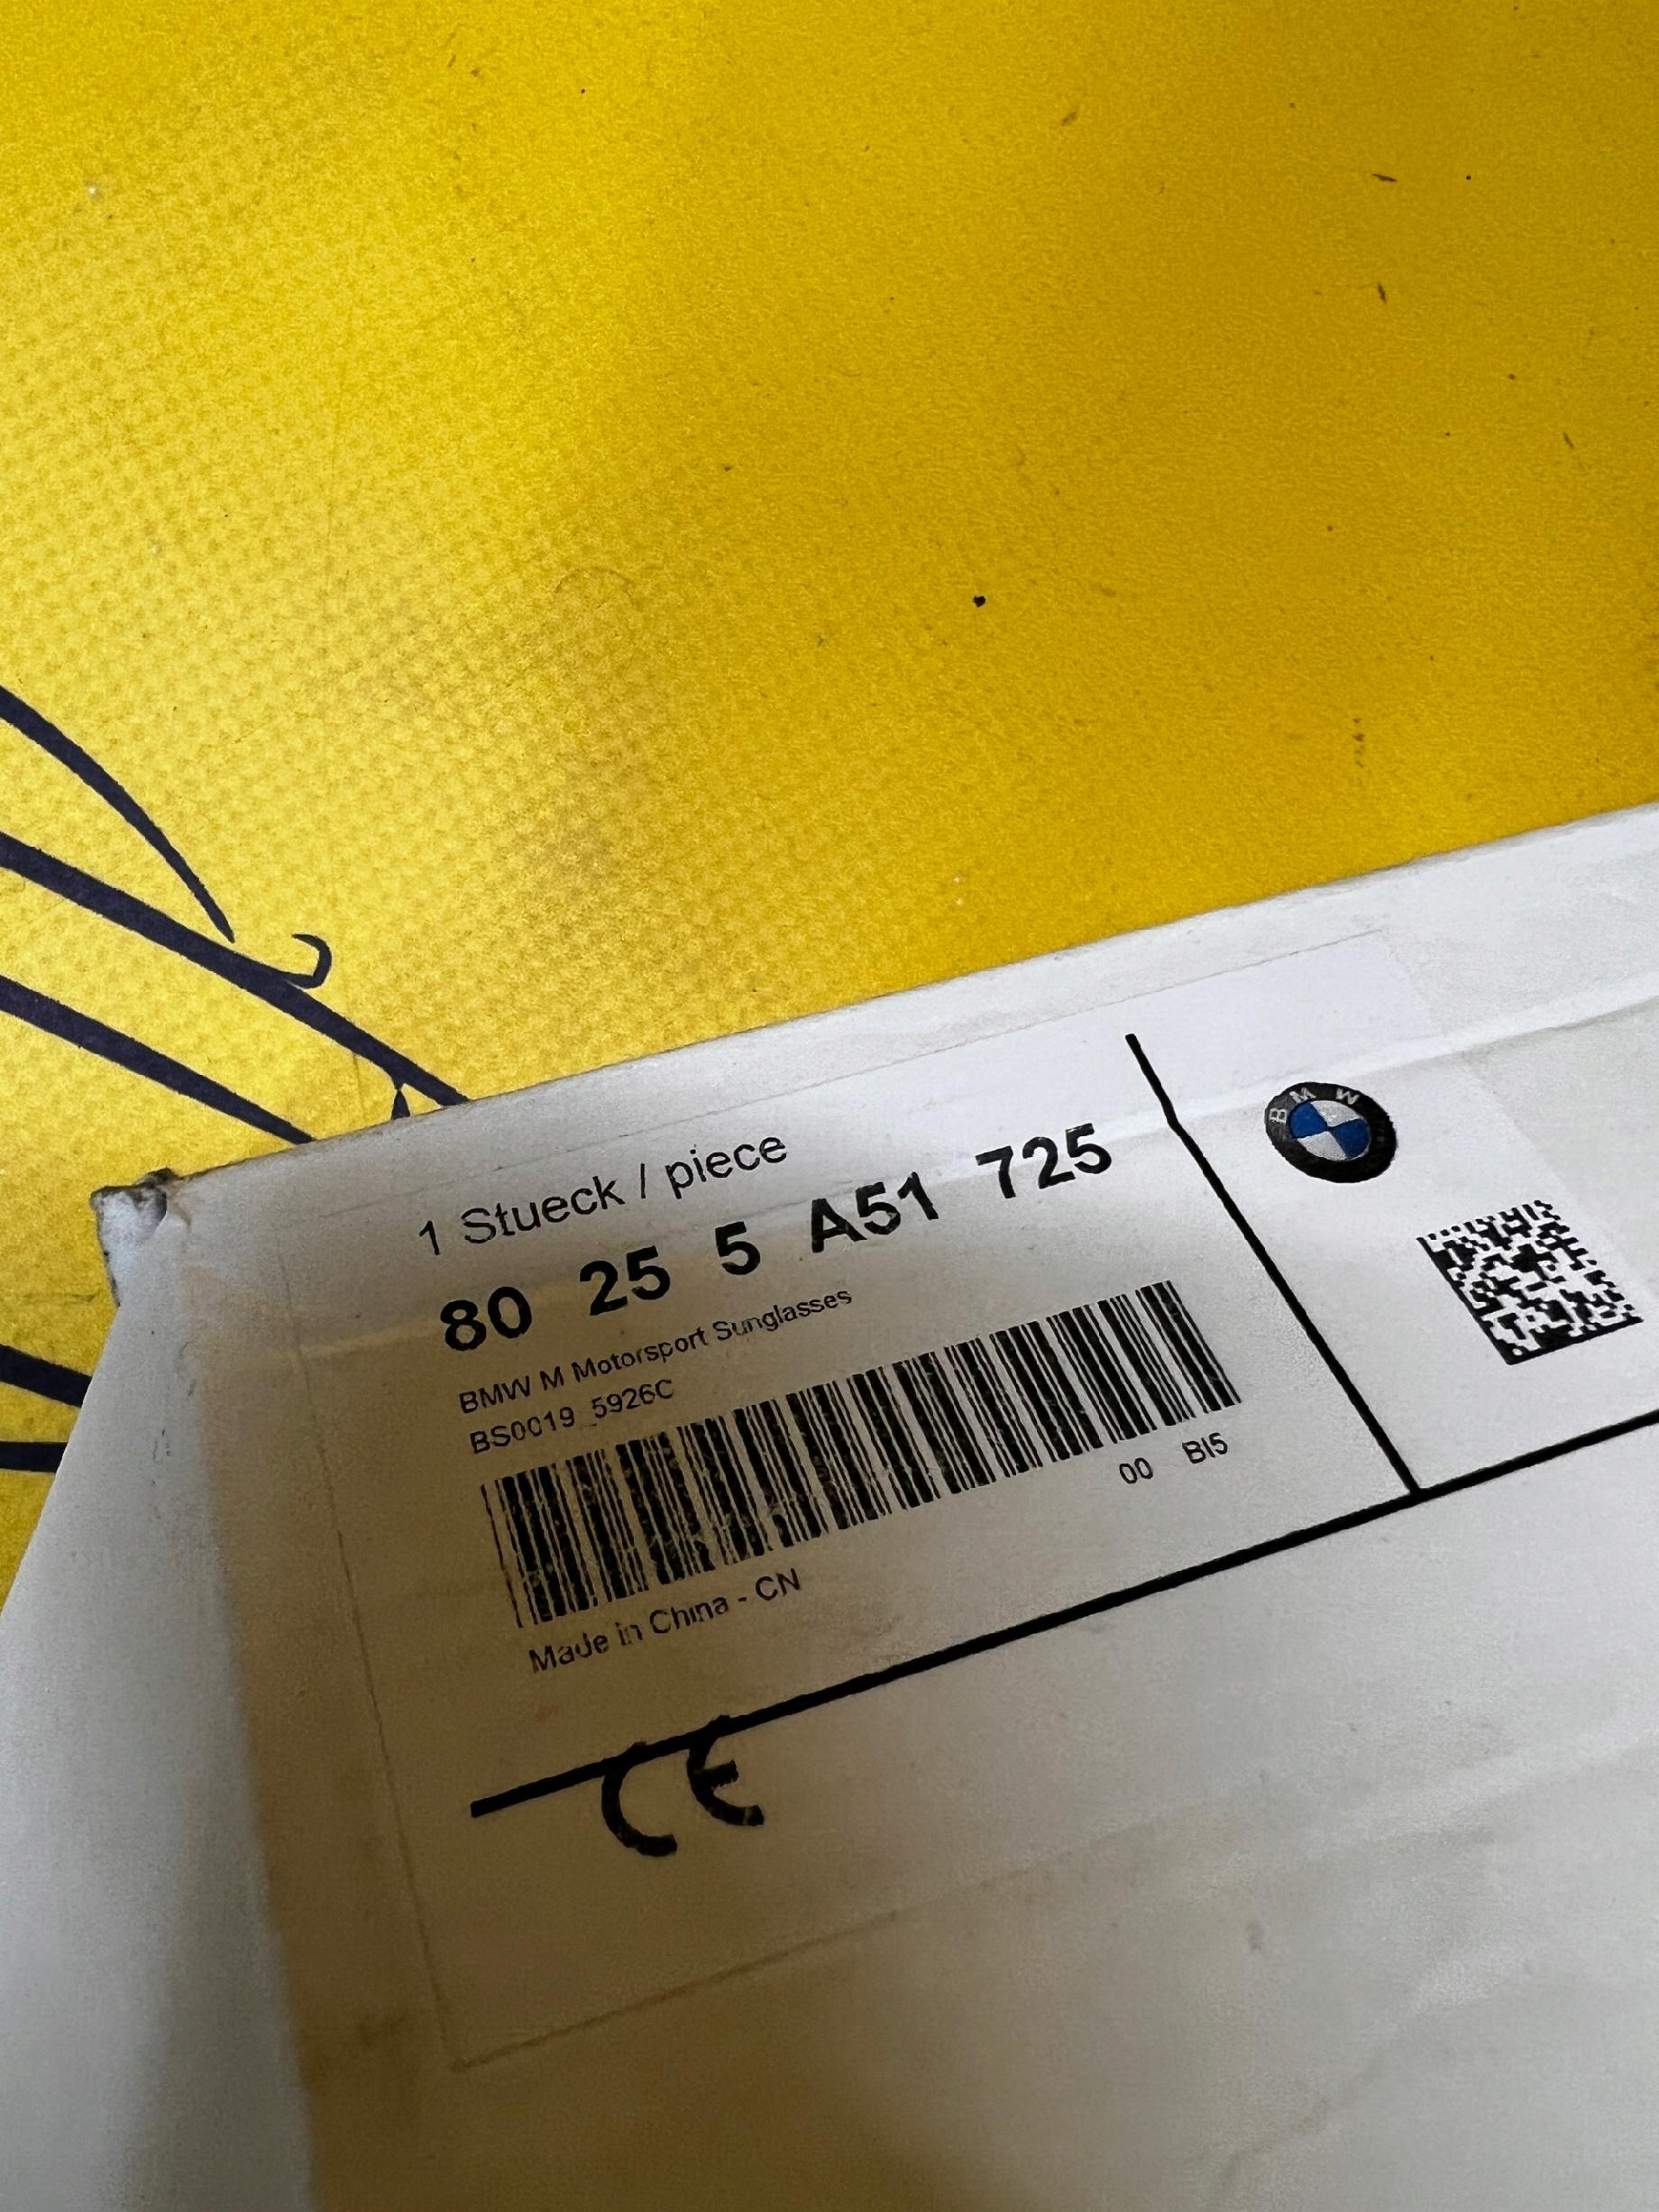 1 Stueck / piece
80 25 5 A51 725
BMW M Motorsport Sunglasses
BS0019_5926C
00 BI5
Made in China - CN
CE
BMW